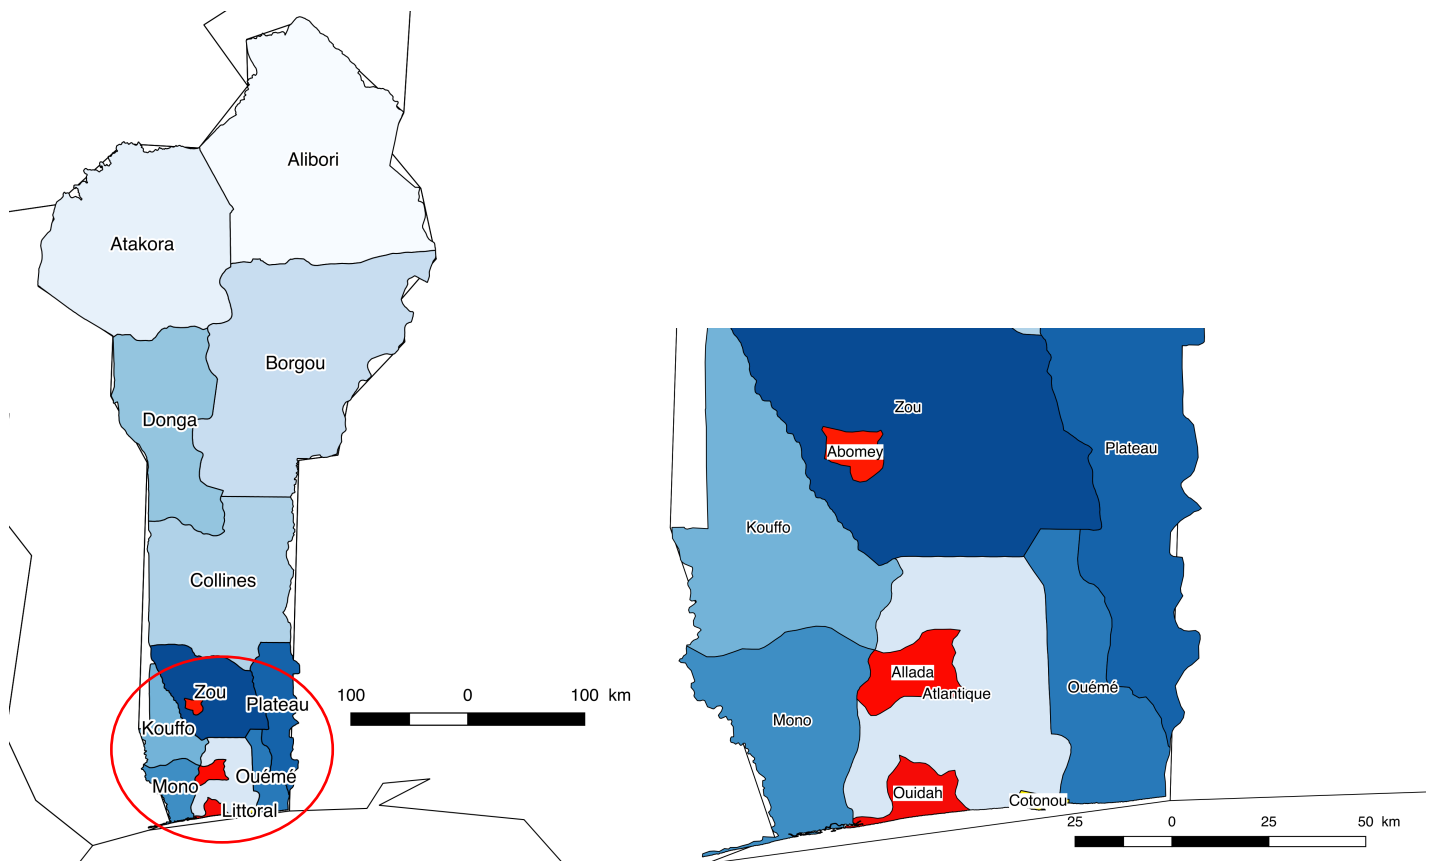 Alibori
Atakora
Borgou
Donga
Collines
Zou
Plateau
Kouffo
Mono
Ouémé
Littoral
100 0 100 km
Zou
Abomey
Plateau
Kouffo
Allada
Atlantique
Ouémé
Mono
Ouidah
Cotonou
25 0 25 50 km